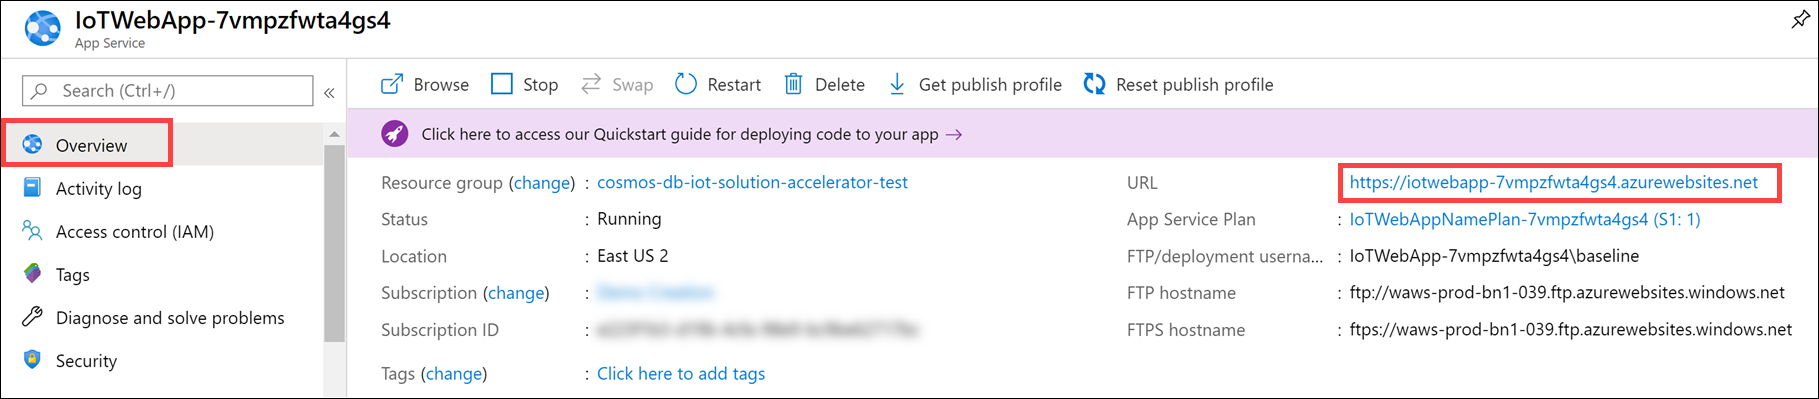 IoTWebApp-7vmpzfwta4gs4
App Service
Search (Ctrl+/)
«
Overview
Activity log
Access control (IAM)
Tags
Diagnose and solve problems
Security
Browse Stop Swap Restart Delete Get publish profile Reset publish profile
Click here to access our Quickstart guide for deploying code to your app →
Resource group (change) : cosmos-db-iot-solution-accelerator-test
Status : Running
Location : East US 2
Subscription (change) :
Subscription ID :
Tags (change) : Click here to add tags
URL : https://iotwebapp-7vmpzfwta4gs4.azurewebsites.net
App Service Plan : IoTWebAppNamePlan-7vmpzfwta4gs4 (S1: 1)
FTP/deployment userna... : IoTWebApp-7vmpzfwta4gs4\baseline
FTP hostname : ftp://waws-prod-bn1-039.ftp.azurewebsites.windows.net
FTPS hostname : ftps://waws-prod-bn1-039.ftp.azurewebsites.windows.net